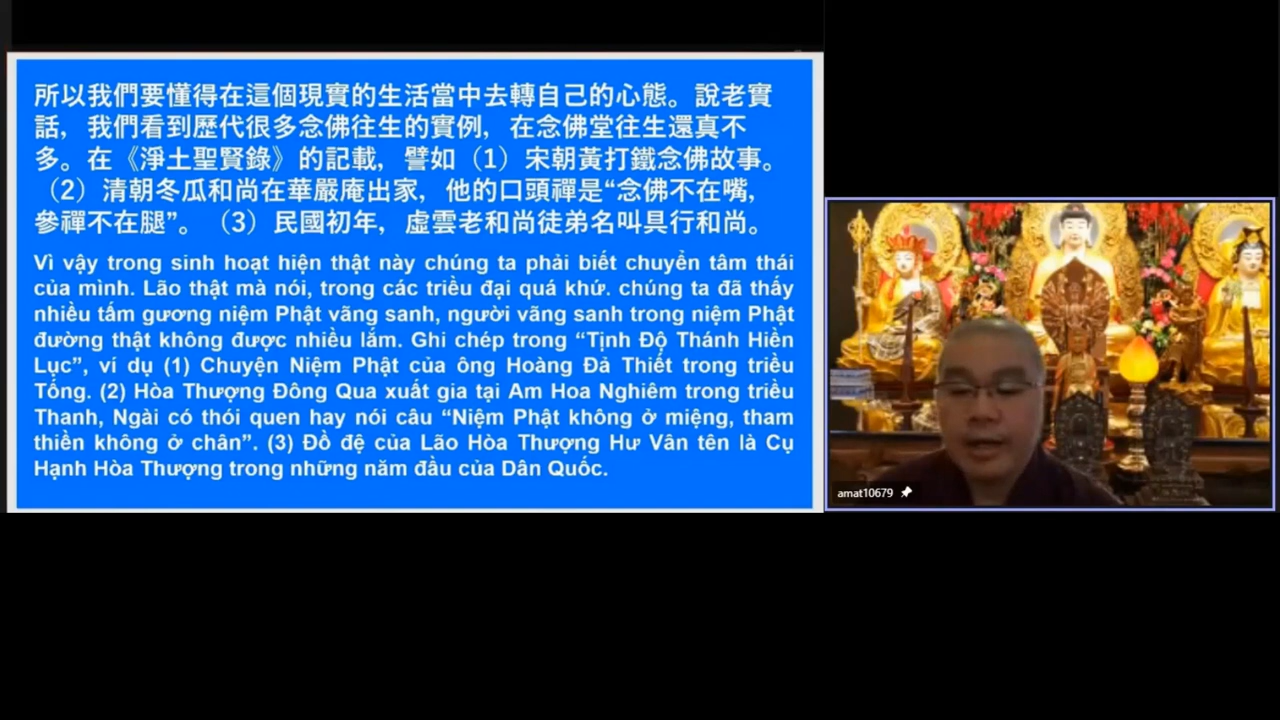 所以我們要懂得在這個現實的生活當中去轉自己的心態。說老實
話，我們看到歷代很多念佛往生的實例，在念佛堂往生還真不
多。在《淨土聖賢錄》的記載，譬如（1）宋朝黃打鐵念佛故事。
（2）清朝冬瓜和尚在華嚴庵出家，他的口頭禪是“念佛不在嘴，
參禪不在腿”。（3）民國初年，虛雲老和尚徒弟名叫具行和尚。
Vì vậy trong sinh hoạt hiện thật này chúng ta phải biết chuyển tâm thái
của mình. Lão thật mà nói, trong các triều đại quá khứ. chúng ta đã thấy
nhiều tấm gương niệm Phật vãng sanh, người vãng sanh trong niệm Phật
đường thật không được nhiều lắm. Ghi chép trong “Tịnh Độ Thánh Hiền
Lục”, ví dụ (1) Chuyện Niệm Phật của ông Hoàng Đả Thiết trong triều
Tống. (2) Hòa Thượng Đông Qua xuất gia tại Am Hoa Nghiêm trong triều
Thanh, Ngài có thói quen hay nói câu “Niệm Phật không ở miệng, tham
thiền không ở chân”. (3) Đồ đệ của Lão Hòa Thượng Hư Vân tên là Cụ
Hạnh Hòa Thượng trong những năm đầu của Dân Quốc.
amat10679